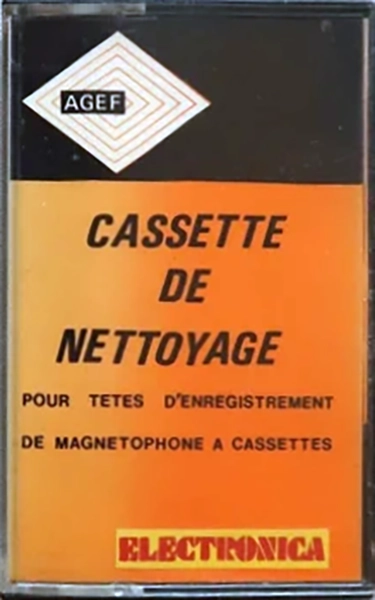 AGEF
CASSETTE
DE
NETTOYAGE
POUR TETES D'ENREGISTREMENT
DE MAGNETOPHONE A CASSETTES
ELECTRONICA